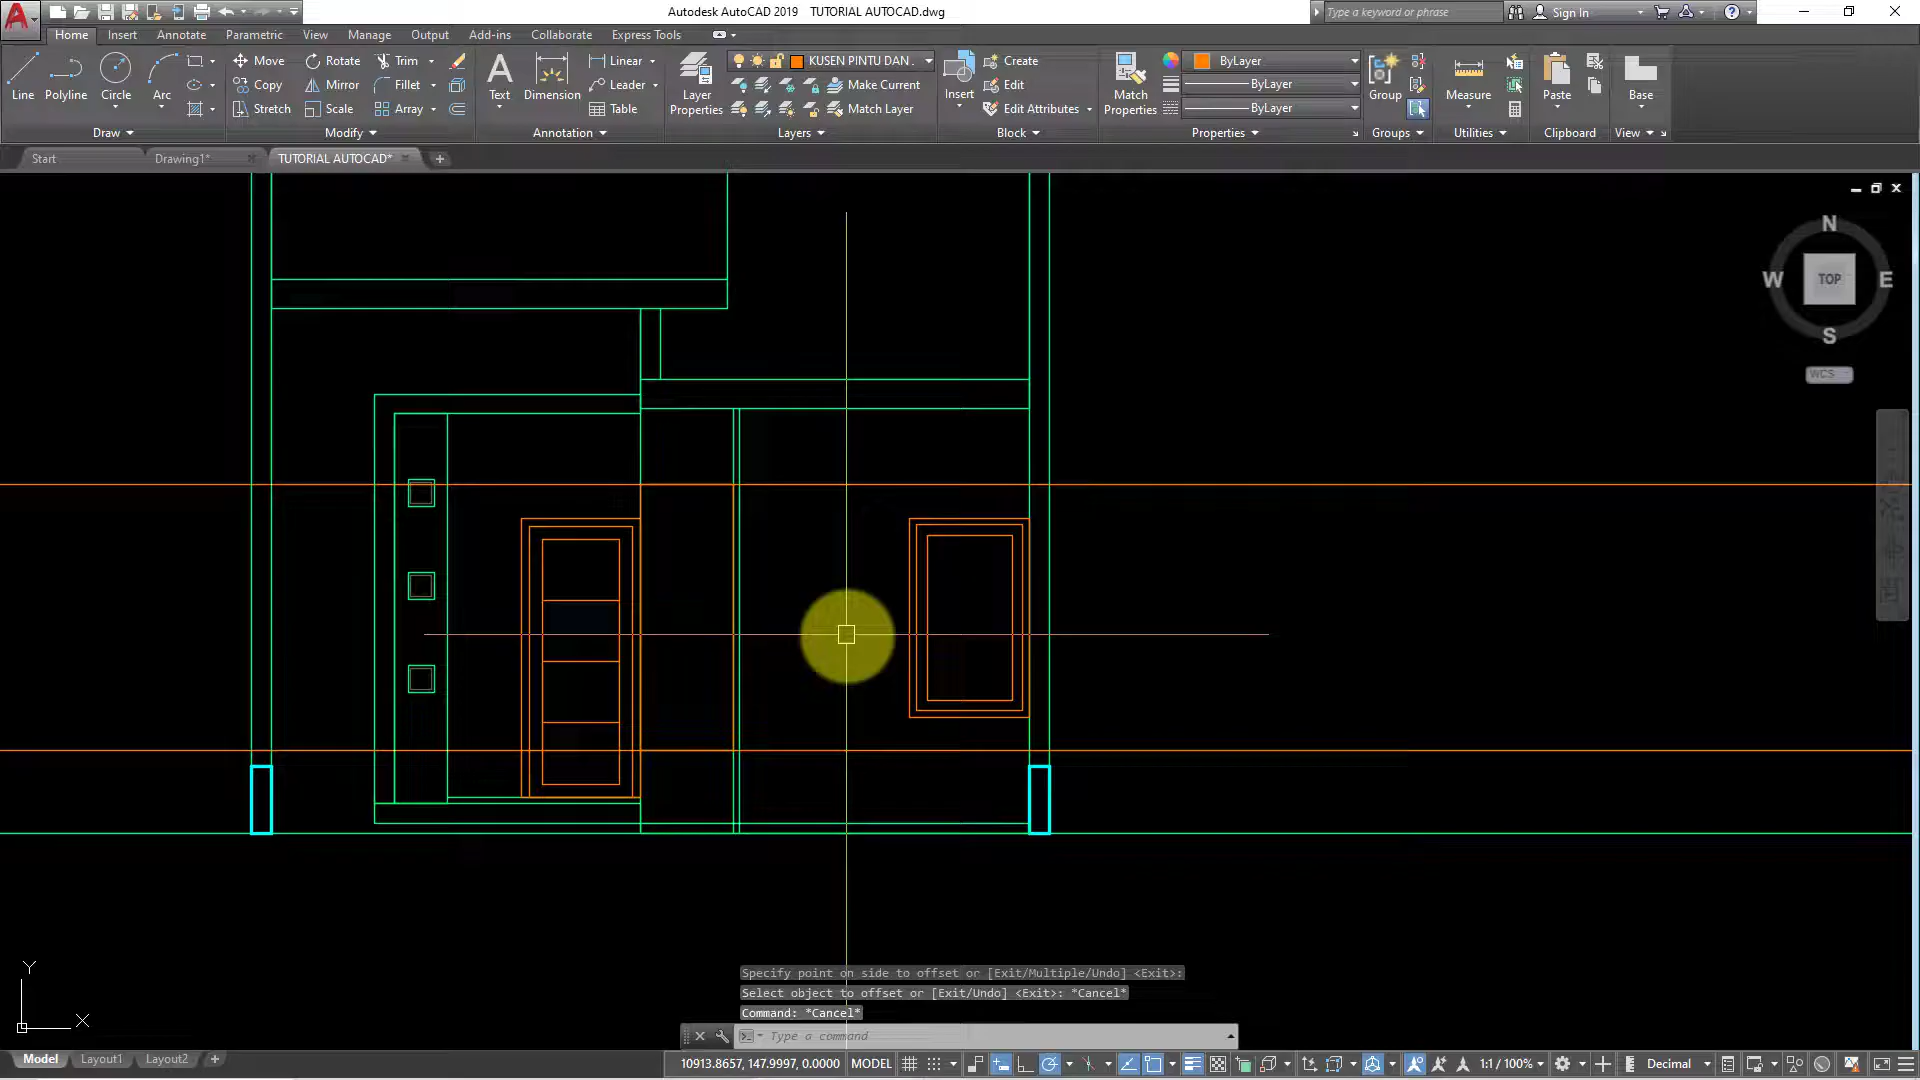 Autodesk AutoCAD 2019 TUTORIAL AUTOCAD.dwg
Type a keyword or phrase
Sign In
Home Insert Annotate Parametric View Manage Output Add-ins Collaborate Express Tools
Line Polyline Circle Arc
Move Rotate Trim
Copy Mirror Fillet
Stretch Scale Array
Text Dimension
Linear
Leader
Table
Layer Properties
KUSEN PINTU DAN .
Make Current
Match Layer
Insert
Create
Edit
Edit Attributes
Match Properties
ByLayer
ByLayer
ByLayer
Group
Measure
Paste
Base
Draw Modify Annotation Layers Block Properties Groups Utilities Clipboard View
Start Drawing1* TUTORIAL AUTOCAD*
N
W TOP E
S
WCS
Y
X
Specify point on side to offset or [Exit/Multiple/Undo] <Exit>:
Select object to offset or [Exit/Undo] <Exit>: *Cancel*
Command: *Cancel*
Type a command
Model Layout1 Layout2
10913.8657, 147.9997, 0.0000 MODEL
1:1 / 100%
Decimal